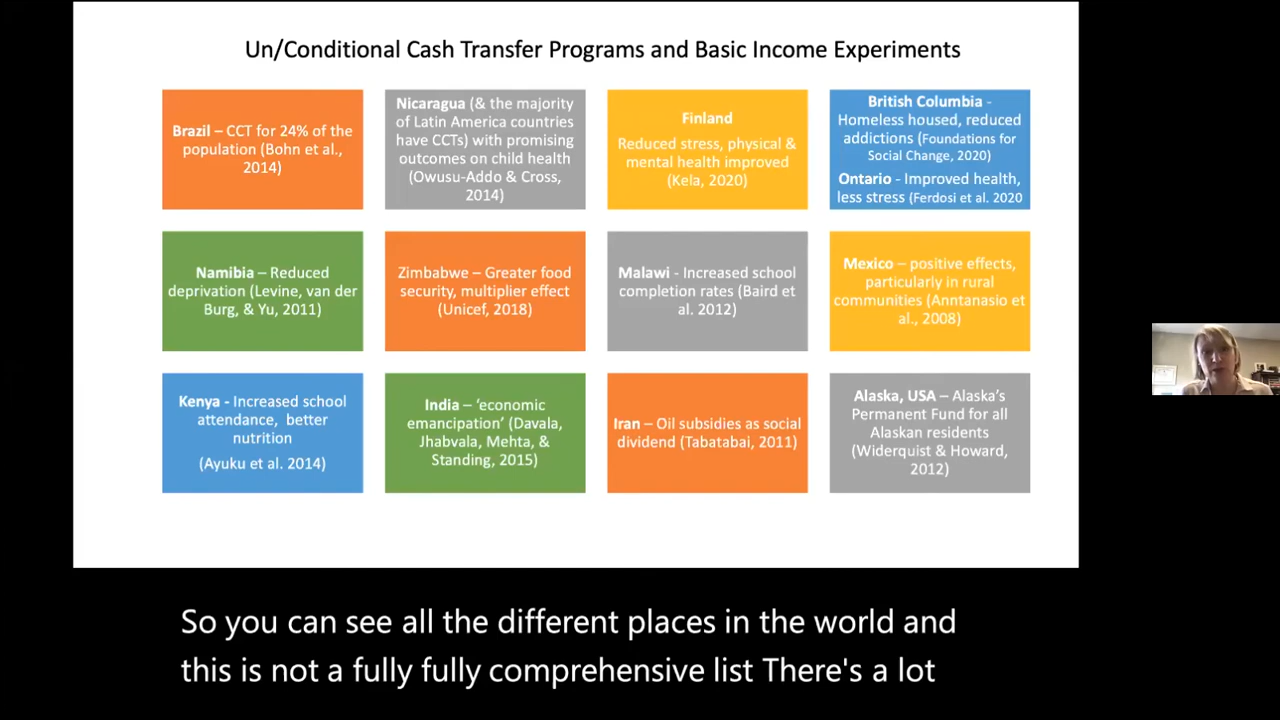 Un/Conditional Cash Transfer Programs and Basic Income Experiments
Brazil – CCT for 24% of the
population (Bohn et al.,
2014)
Nicaragua (& the majority
of Latin America countries
have CCTs) with promising
outcomes on child health
(Owusu-Addo & Cross,
2014)
Finland
Reduced stress, physical &
mental health improved
(Kela, 2020)
British Columbia -
Homeless housed, reduced
addictions (Foundations for
Social Change, 2020)
Ontario - Improved health,
less stress (Ferdosi et al. 2020
Namibia – Reduced
deprivation (Levine, van der
Burg, & Yu, 2011)
Zimbabwe – Greater food
security, multiplier effect
(Unicef, 2018)
Malawi - Increased school
completion rates (Baird et
al. 2012)
Mexico – positive effects,
particularly in rural
communities (Anntanasio et
al., 2008)
Kenya - Increased school
attendance, better
nutrition
(Ayuku et al. 2014)
India – ‘economic
emancipation’ (Davala,
Jhabvala, Mehta, &
Standing, 2015)
Iran – Oil subsidies as social
dividend (Tabatabai, 2011)
Alaska, USA – Alaska’s
Permanent Fund for all
Alaskan residents
(Widerquist & Howard,
2012)
So you can see all the different places in the world and
this is not a fully fully comprehensive list There's a lot